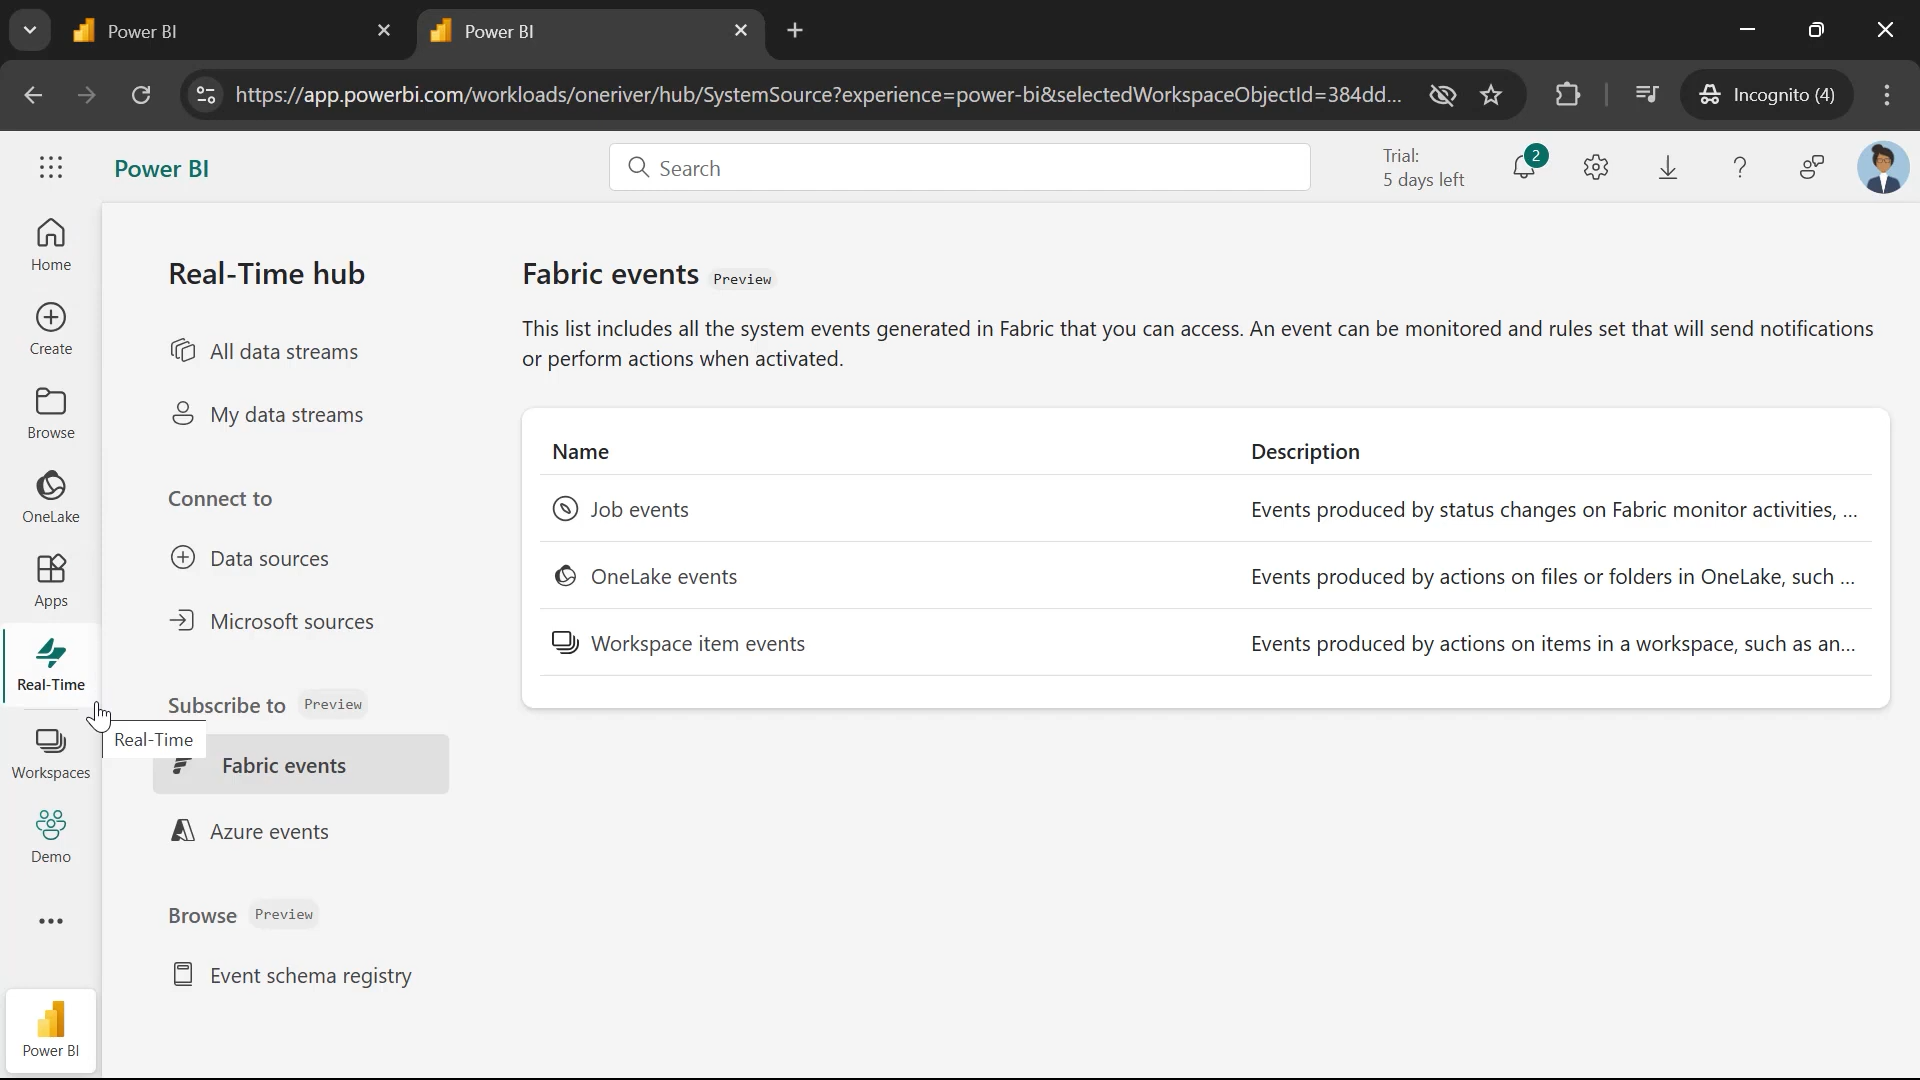 Power BI
Power BI
https://app.powerbi.com/workloads/oneriver/hub/SystemSource?experience=power-bi&selectedWorkspaceObjectId=384dd...
Incognito (4)
Power BI
Search
Trial:
5 days left
2
Home
Create
Browse
OneLake
Apps
Real-Time
Workspaces
Demo
Power BI
Real-Time hub
All data streams
My data streams
Connect to
Data sources
Microsoft sources
Subscribe to Preview
Real-Time
Fabric events
Azure events
Browse Preview
Event schema registry
Fabric events Preview
This list includes all the system events generated in Fabric that you can access. An event can be monitored and rules set that will send notifications
or perform actions when activated.
Name Description
Job events Events produced by status changes on Fabric monitor activities, ...
OneLake events Events produced by actions on files or folders in OneLake, such ...
Workspace item events Events produced by actions on items in a workspace, such as an...